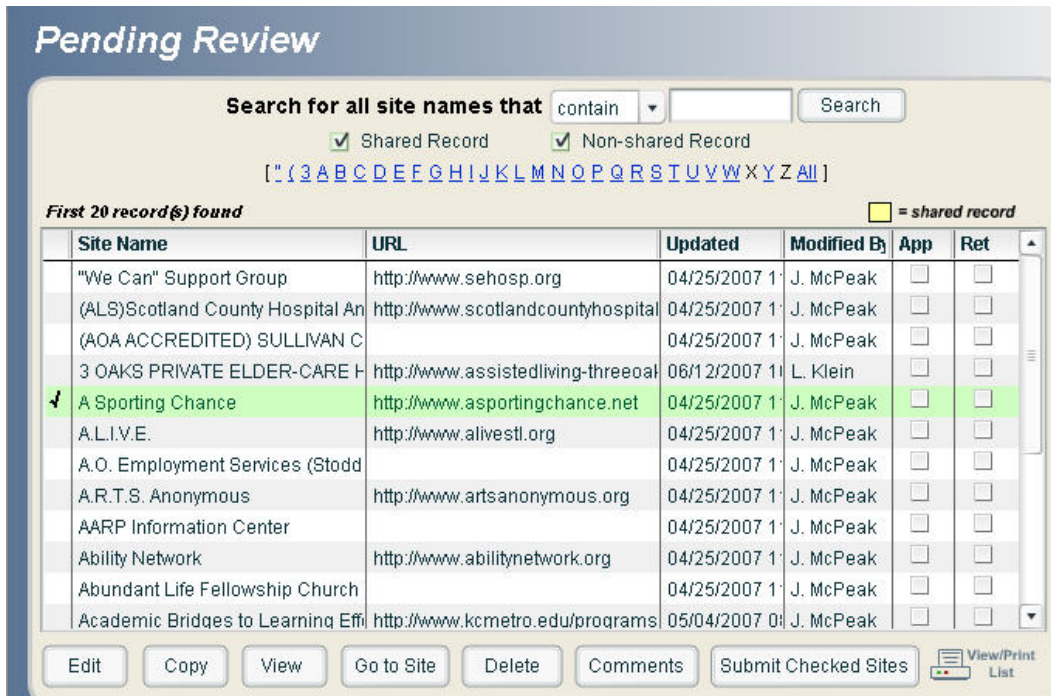 Pending Review
Search for all site names that contain Search
Shared Record Non-shared Record
[ " ( 3 A B C D E F G H I J K L M N O P Q R S T U V W X Y Z All ]
First 20 record(s) found = shared record
Site Name URL Updated Modified By App Ret
"We Can" Support Group http://www.sehosp.org 04/25/2007 1 J. McPeak
(ALS)Scotland County Hospital An http://www.scotlandcountyhospital 04/25/2007 1 J. McPeak
(AOA ACCREDITED) SULLIVAN C 04/25/2007 1 J. McPeak
3 OAKS PRIVATE ELDER-CARE H http://www.assistedliving-threeoak 06/12/2007 1 L. Klein
A Sporting Chance http://www.asportingchance.net 04/25/2007 1 J. McPeak
A.L.I.V.E. http://www.alivestl.org 04/25/2007 1 J. McPeak
A.O. Employment Services (Stodd 04/25/2007 1 J. McPeak
A.R.T.S. Anonymous http://www.artsanonymous.org 04/25/2007 1 J. McPeak
AARP Information Center 04/25/2007 1 J. McPeak
Ability Network http://www.abilitynetwork.org 04/25/2007 1 J. McPeak
Abundant Life Fellowship Church 04/25/2007 1 J. McPeak
Academic Bridges to Learning Effi http://www.kcmetro.edu/programs 05/04/2007 0 J. McPeak
Edit Copy View Go to Site Delete Comments Submit Checked Sites View/Print
List